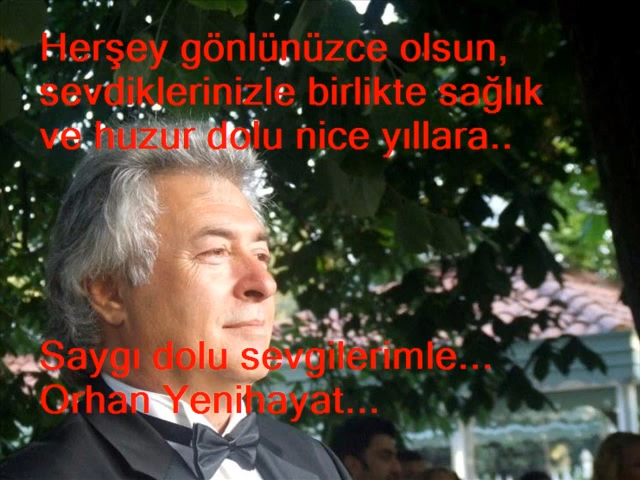 Herşey gönlünüzce olsun,
sevdiklerinizle birlikte sağlık
ve huzur dolu nice yıllara..
Saygı dolu sevgilerimle...
Orhan Yenihayat...